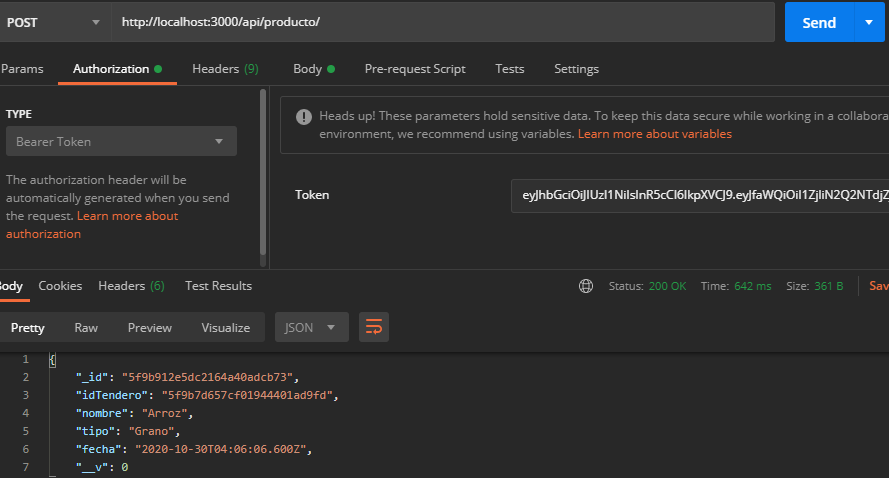 POST http://localhost:3000/api/producto/ Send
Params Authorization Headers (9) Body Pre-request Script Tests Settings
TYPE
Bearer Token
The authorization header will be
automatically generated when you send
the request. Learn more about
authorization
Heads up! These parameters hold sensitive data. To keep this data secure while working in a collabora
environment, we recommend using variables. Learn more about variables
Token
Body Cookies Headers (6) Test Results Status: 200 OK Time: 642 ms Size: 361 B Sav
Pretty Raw Preview Visualize JSON
1 {
2 "_id": "5f9b912e5dc2164a40adcb73",
3 "idTendero": "5f9b7d657cf01944401ad9fd",
4 "nombre": "Arroz",
5 "tipo": "Grano",
6 "fecha": "2020-10-30T04:06:06.600Z",
7 "__v": 0